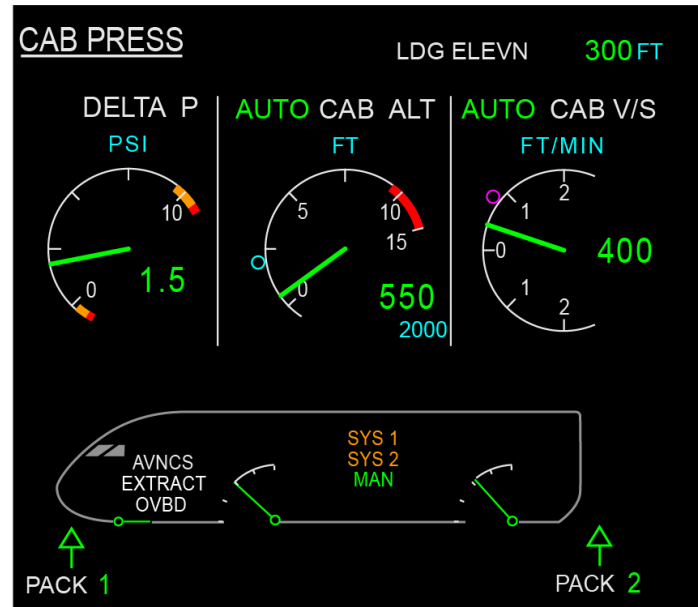 CAB PRESS
LDG ELEVN 300 FT
DELTA P
PSI
10
0
1.5
AUTO CAB ALT
FT
5
10
15
0
550
2000
AUTO CAB V/S
FT/MIN
2
1
0
1
2
400
SYS 1
SYS 2
MAN
AVNCS
EXTRACT
OVBD
PACK 1
PACK 2